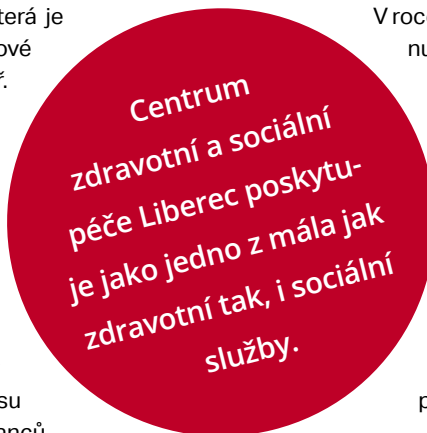 terá je
ové
V roce
Centrum
zdravotní a sociální
péče Liberec poskytu-
je jako jedno z mála jak
zdravotní tak, i sociální
služby.
su